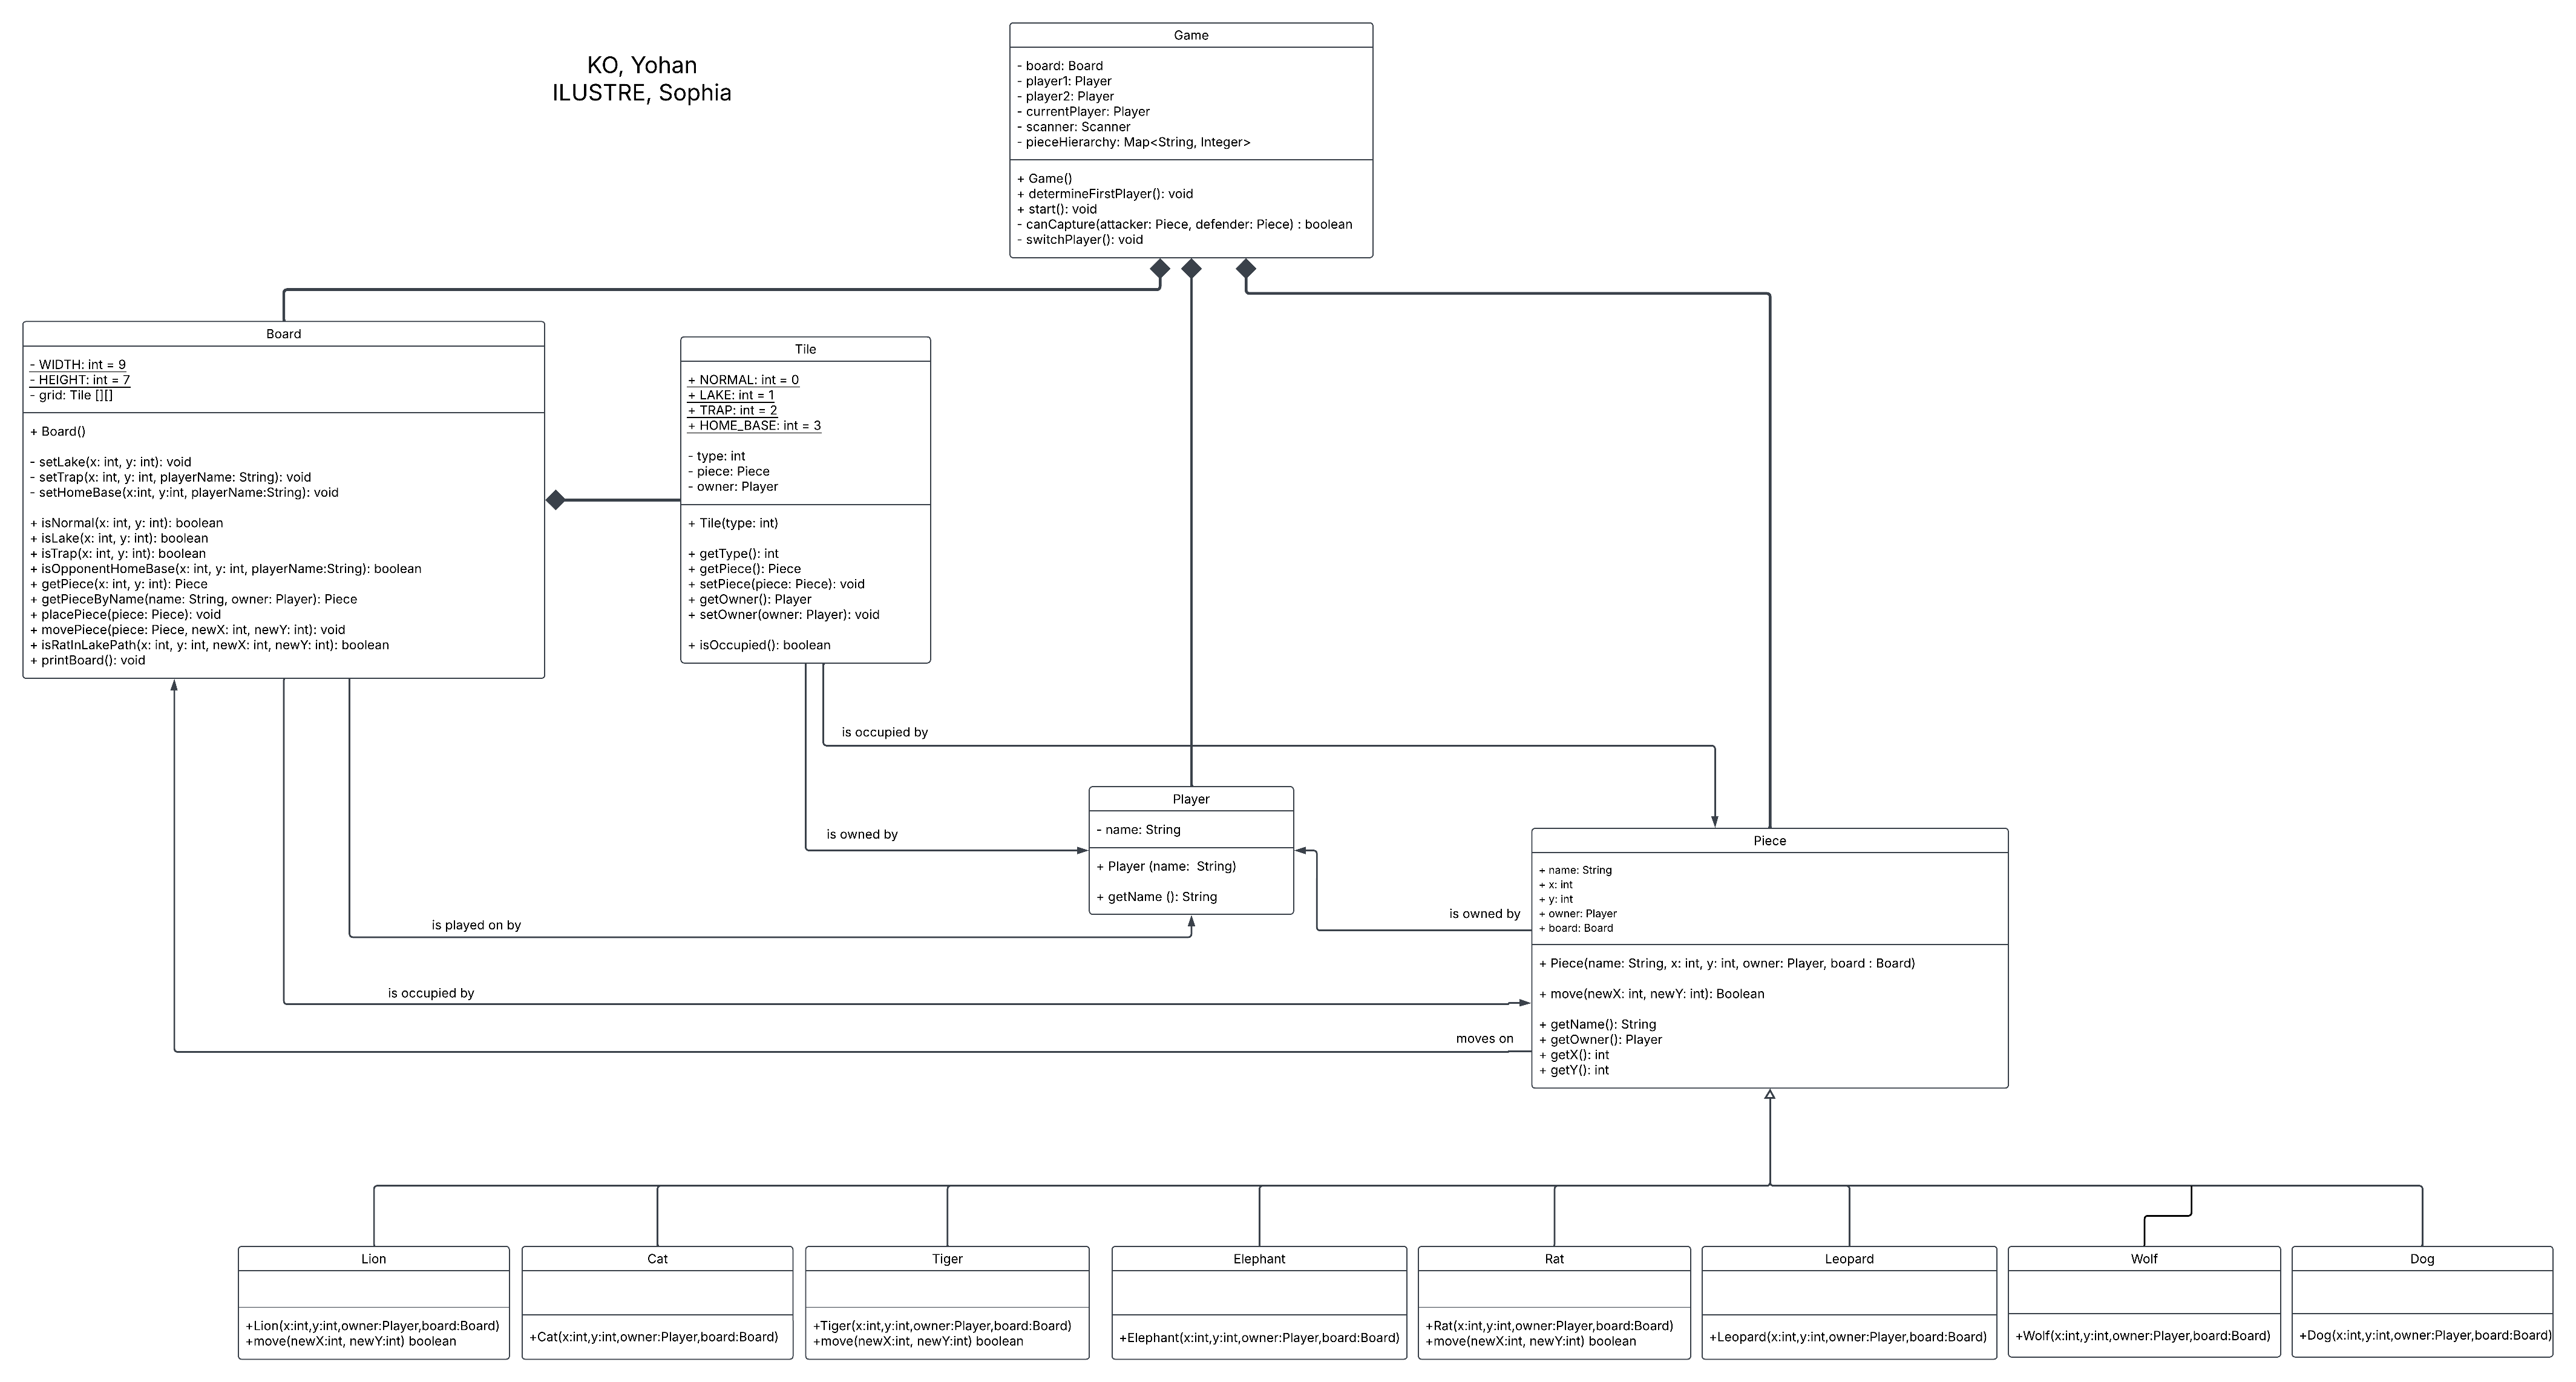 KO, Yohan
ILUSTRE, Sophia
Game
- board: Board
- player1: Player
- player2: Player
- currentPlayer: Player
- scanner: Scanner
- pieceHierarchy: Map<String, Integer>
+ Game()
+ determineFirstPlayer(): void
+ start(): void
- canCapture(attacker: Piece, defender: Piece) : boolean
- switchPlayer(): void
Board
- WIDTH: int = 9
- HEIGHT: int = 7
- grid: Tile [][]
+ Board()
- setLake(x: int, y: int): void
- setTrap(x: int, y: int, playerName: String): void
- setHomeBase(x:int, y:int, playerName:String): void
+ isNormal(x: int, y: int): boolean
+ isLake(x: int, y: int): boolean
+ isTrap(x: int, y: int): boolean
+ isOpponentHomeBase(x: int, y: int, playerName:String): boolean
+ getPiece(x: int, y: int): Piece
+ getPieceByName(name: String, owner: Player): Piece
+ placePiece(piece: Piece): void
+ movePiece(piece: Piece, newX: int, newY: int): void
+ isRatInLakePath(x: int, y: int, newX: int, newY: int): boolean
+ printBoard(): void
Tile
+ NORMAL: int = 0
+ LAKE: int = 1
+ TRAP: int = 2
+ HOME_BASE: int = 3
- type: int
- piece: Piece
- owner: Player
+ Tile(type: int)
+ getType(): int
+ getPiece(): Piece
+ setPiece(piece: Piece): void
+ getOwner(): Player
+ setOwner(owner: Player): void
+ isOccupied(): boolean
is occupied by
is owned by
is played on by
is occupied by
Player
- name: String
+ Player (name:  String)
+ getName (): String
is owned by
moves on
Piece
+ name: String
+ x: int
+ y: int
+ owner: Player
+ board: Board
+ Piece(name: String, x: int, y: int, owner: Player, board : Board)
+ move(newX: int, newY: int): Boolean
+ getName(): String
+ getOwner(): Player
+ getX(): int
+ getY(): int
Lion
+Lion(x:int,y:int,owner:Player,board:Board)
+move(newX:int, newY:int) boolean
Cat
+Cat(x:int,y:int,owner:Player,board:Board)
Tiger
+Tiger(x:int,y:int,owner:Player,board:Board)
+move(newX:int, newY:int) boolean
Elephant
+Elephant(x:int,y:int,owner:Player,board:Board)
Rat
+Rat(x:int,y:int,owner:Player,board:Board)
+move(newX:int, newY:int) boolean
Leopard
+Leopard(x:int,y:int,owner:Player,board:Board)
Wolf
+Wolf(x:int,y:int,owner:Player,board:Board)
Dog
+Dog(x:int,y:int,owner:Player,board:Board)